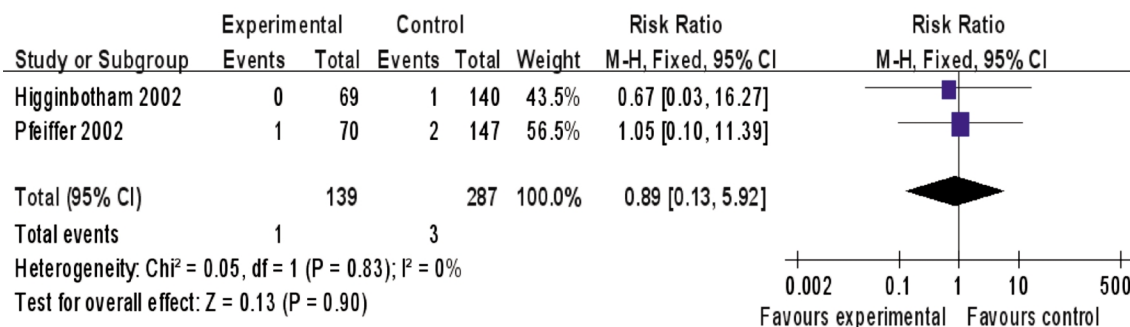 Experimental Control Risk Ratio Risk Ratio
Study or Subgroup Events Total Events Total Weight M-H, Fixed, 95% CI M-H, Fixed, 95% CI
Higginbotham 2002 0 69 1 140 43.5% 0.67 [0.03, 16.27]
Pfeiffer 2002 1 70 2 147 56.5% 1.05 [0.10, 11.39]
Total (95% CI) 139 287 100.0% 0.89 [0.13, 5.92]
Total events 1 3
Heterogeneity: Chi² = 0.05, df = 1 (P = 0.83); I² = 0%
Test for overall effect: Z = 0.13 (P = 0.90)
0.002 0.1 1 10 500
Favours experimental Favours control